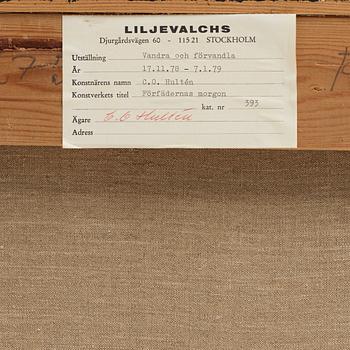 LILJEVALCHS
Djurgårdsvägen 60 - 115 21 STOCKHOLM
Utställning Vandra och förvandla
År 17.11.78 - 7.1.79
Konstnärens namn C.O. Hultén
Konstverkets titel Förfädernas morgon
kat. nr 393
Ägare C.O Hultén
Adress